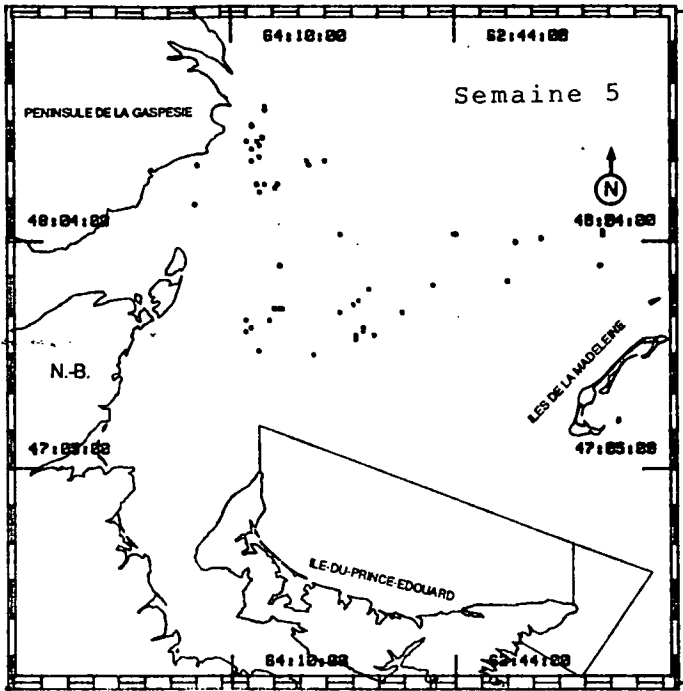 64:10:00 62:44:00
Semaine 5
PENINSULE DE LA GASPESIE
N
48:04:00 48:04:00
ILES DE LA MADELEINE
N.-B.
47:05:00 47:05:00
ILE-DU-PRINCE-EDOUARD
64:10:00 62:44:00